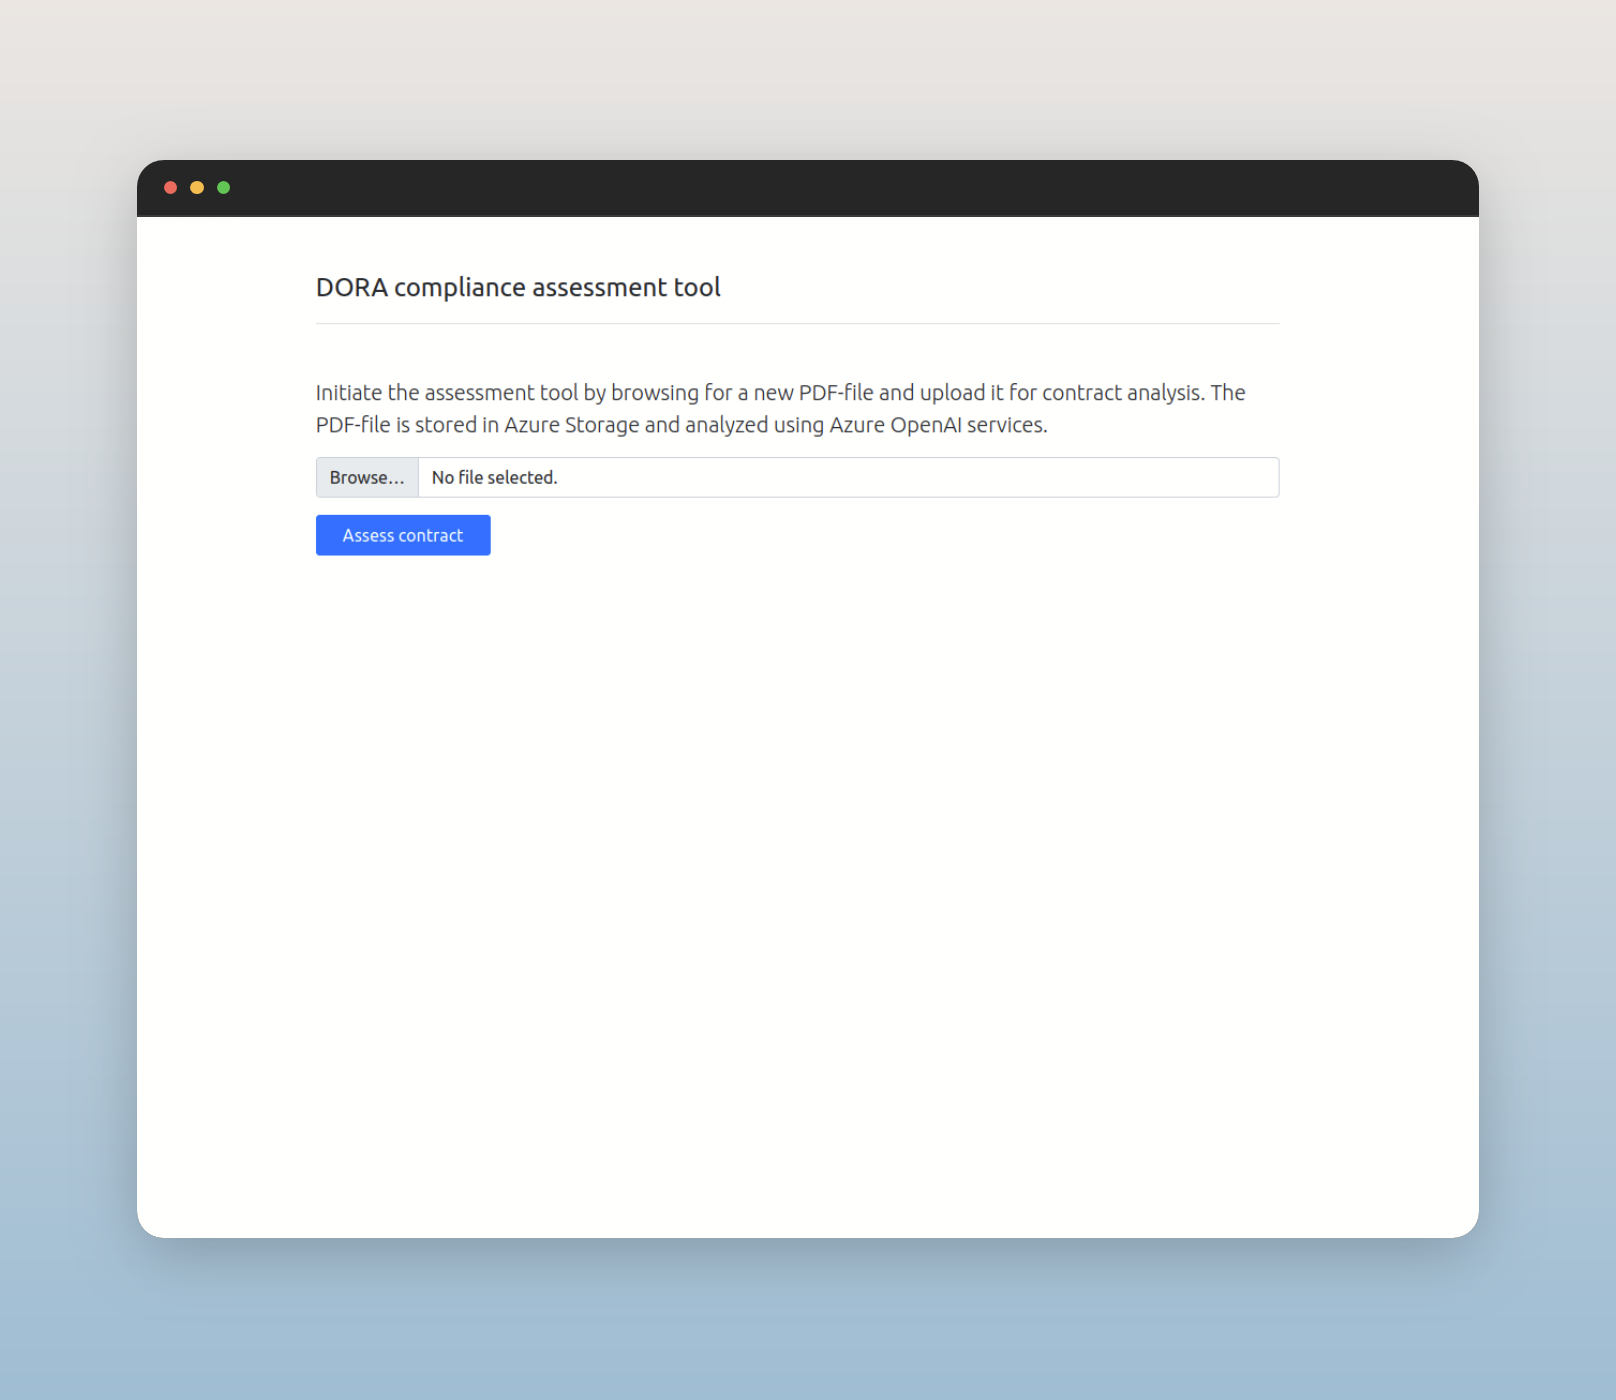 DORA compliance assessment tool
Initiate the assessment tool by browsing for a new PDF-file and upload it for contract analysis. The
PDF-file is stored in Azure Storage and analyzed using Azure OpenAI services.
Browse... No file selected.
Assess contract